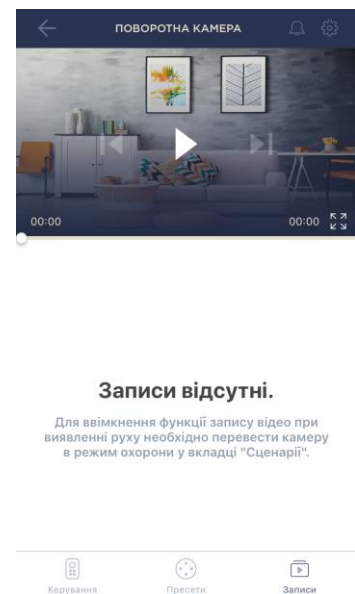 ПОВОРОТНА КАМЕРА
00:00 00:00
Записи відсутні.
Для ввімкнення функції запису відео при
виявленні руху необхідно перевести камеру
в режим охорони у вкладці "Сценарії".
Керування Пресети Записи